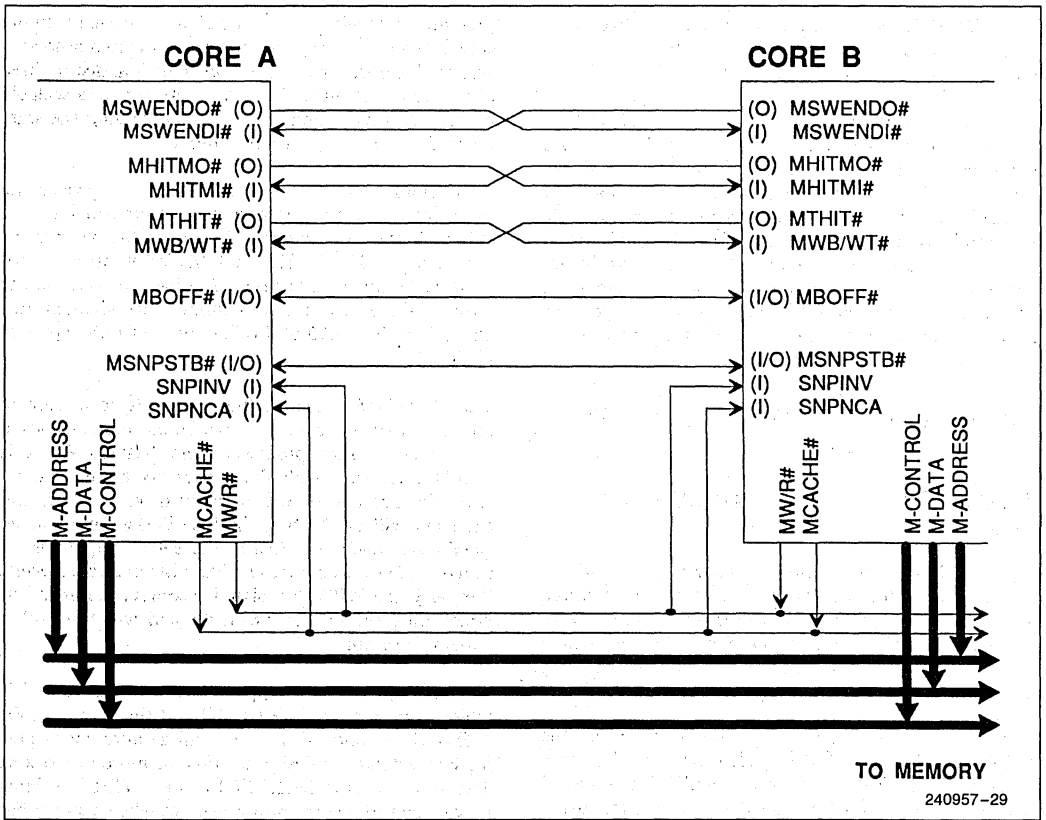 CORE A
CORE B
MSWENDO# (O)
(O) MSWENDO#
MSWENDI# (I)
(I) MSWENDI#
MHITMO# (O)
(O) MHITMO#
MHITMI# (I)
(I) MHITMI#
MTHIT# (O)
(O) MTHIT#
MWB/WT# (I)
(I) MWB/WT#
MBOFF# (I/O)
(I/O) MBOFF#
MSNPSTB# (I/O)
(I/O) MSNPSTB#
SNPINV (I)
(I) SNPINV
SNPNCA (I)
(I) SNPNCA
M-ADDRESS
M-DATA
M-CONTROL
MCACHE#
MW/R#
MW/R#
MCACHE#
M-CONTROL
M-DATA
M-ADDRESS
TO MEMORY
240957-29